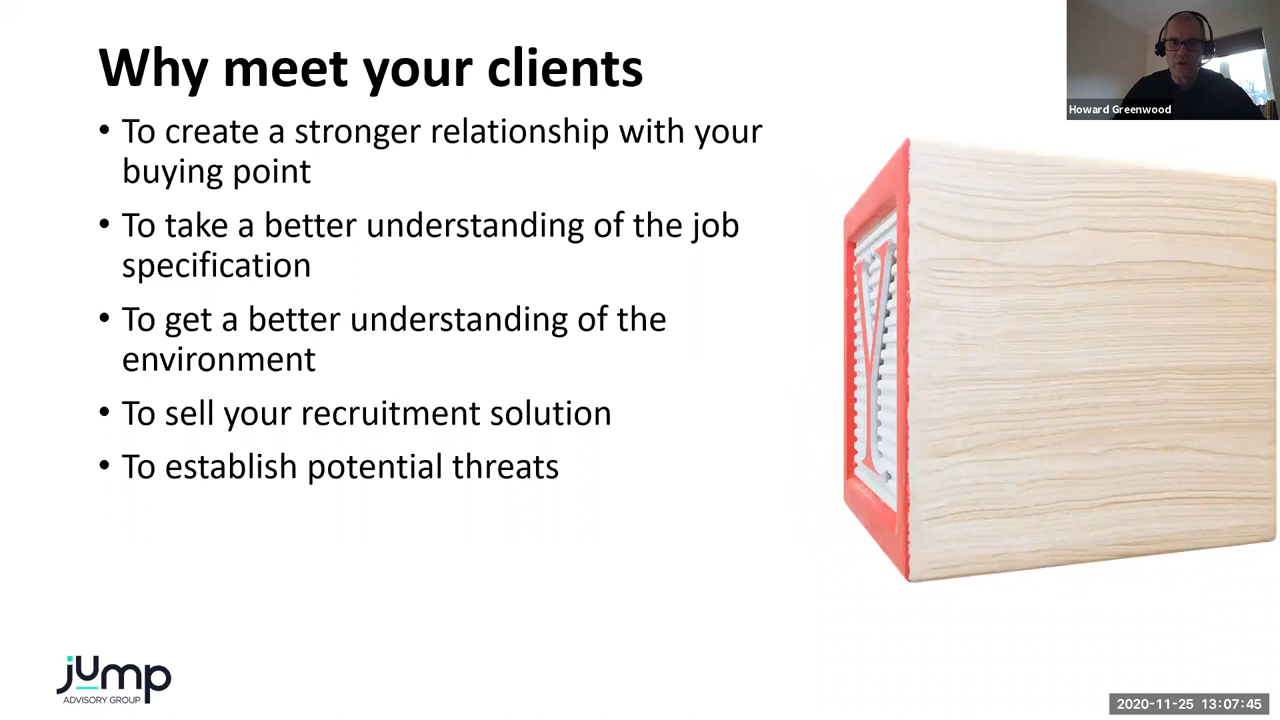 Why meet your clients
• To create a stronger relationship with your
buying point
• To take a better understanding of the job
specification
• To get a better understanding of the
environment
• To sell your recruitment solution
• To establish potential threats
Howard Greenwood
Y
jump
ADVISORY GROUP
2020-11-25 13:07:45